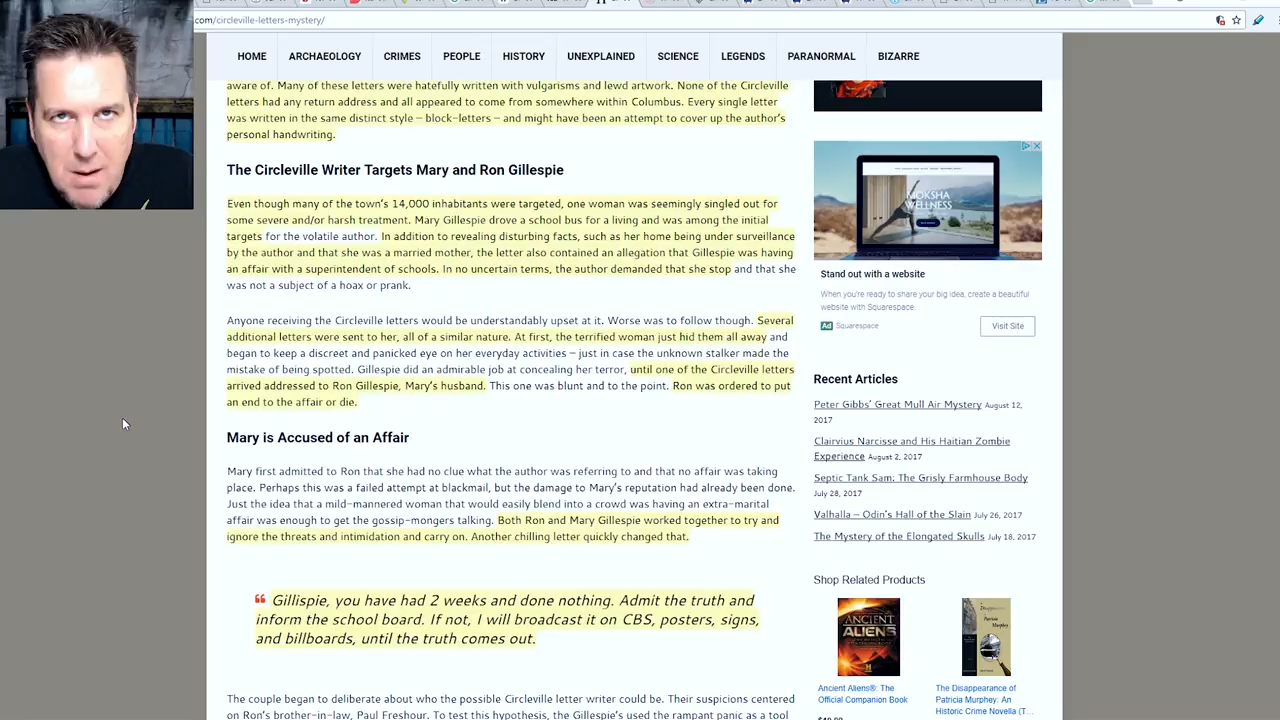 com/circleville-letters-mystery/
HOME ARCHAEOLOGY CRIMES PEOPLE HISTORY UNEXPLAINED SCIENCE LEGENDS PARANORMAL BIZARRE
aware of. Many of these letters were hatefully written with vulgarisms and lewd artwork. None of the Circleville
letters had any return address and all appeared to come from somewhere within Columbus. Every single letter
was written in the same distinct style – block-letters – and might have been an attempt to cover up the author's
personal handwriting.
The Circleville Writer Targets Mary and Ron Gillespie
Even though many of the town's 14,000 inhabitants were targeted, one woman was seemingly singled out for
some severe and/or harsh treatment. Mary Gillespie drove a school bus for a living and was among the initial
targets for the volatile author. In addition to revealing disturbing facts, such as her home being under surveillance
by the author and that she was a married mother, the letter also contained an allegation that Gillespie was having
an affair with a superintendent of schools. In no uncertain terms, the author demanded that she stop and that she
was not a subject of a hoax or prank.
Anyone receiving the Circleville letters would be understandably upset at it. Worse was to follow though. Several
additional letters were sent to her, all of a similar nature. At first, the terrified woman just hid them all away and
began to keep a discreet and panicked eye on her everyday activities – just in case the unknown stalker made the
mistake of being spotted. Gillespie did an admirable job at concealing her terror, until one of the Circleville letters
arrived addressed to Ron Gillespie, Mary's husband. This one was blunt and to the point. Ron was ordered to put
an end to the affair or die.
Mary is Accused of an Affair
Mary first admitted to Ron that she had no clue what the author was referring to and that no affair was taking
place. Perhaps this was a failed attempt at blackmail, but the damage to Mary's reputation had already been done.
Just the idea that a mild-mannered woman that would easily blend into a crowd was having an extra-marital
affair was enough to get the gossip-mongers talking. Both Ron and Mary Gillespie worked together to try and
ignore the threats and intimidation and carry on. Another chilling letter quickly changed that.
Gillispie, you have had 2 weeks and done nothing. Admit the truth and
inform the school board. If not, I will broadcast it on CBS, posters, signs,
and billboards, until the truth comes out.
The two began to deliberate about who the possible Circleville letter writer could be. Their suspicions centered
on Ron's brother-in-law, Paul Freshour. To test this hypothesis, the Gillespie's used the rampant panic as a tool
MOKSHA
WELLNESS
Stand out with a website
When you're ready to share your big idea, create a beautiful
website with Squarespace.
Ad Squarespace
Visit Site
Recent Articles
Peter Gibbs' Great Mull Air Mystery August 12,
2017
Clairvius Narcisse and His Haitian Zombie
Experience August 2, 2017
Septic Tank Sam: The Grisly Farmhouse Body
July 28, 2017
Valhalla – Odin's Hall of the Slain July 26, 2017
The Mystery of the Elongated Skulls July 18, 2017
Shop Related Products
ANCIENT
ALIENS
Ancient Aliens®: The
Official Companion Book
The Disappearance of
Patricia Murphey: An
Historic Crime Novella (T...